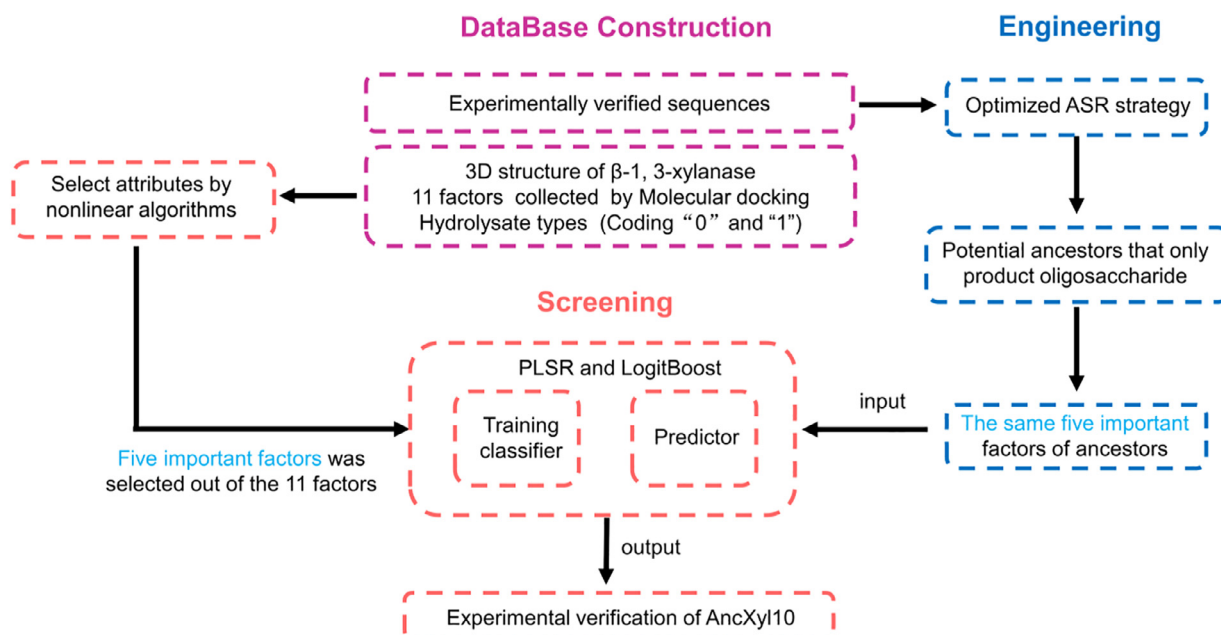 DataBase Construction
Engineering
Experimentally verified sequences
Optimized ASR strategy
3D structure of β-1, 3-xylanase
11 factors collected by Molecular docking
Hydrolysate types (Coding “0” and “1”)
Select attributes by
nonlinear algorithms
Potential ancestors that only
product oligosaccharide
Screening
PLSR and LogitBoost
Training
classifier
Predictor
input
The same five important
factors of ancestors
Five important factors was
selected out of the 11 factors
output
Experimental verification of AncXyl10